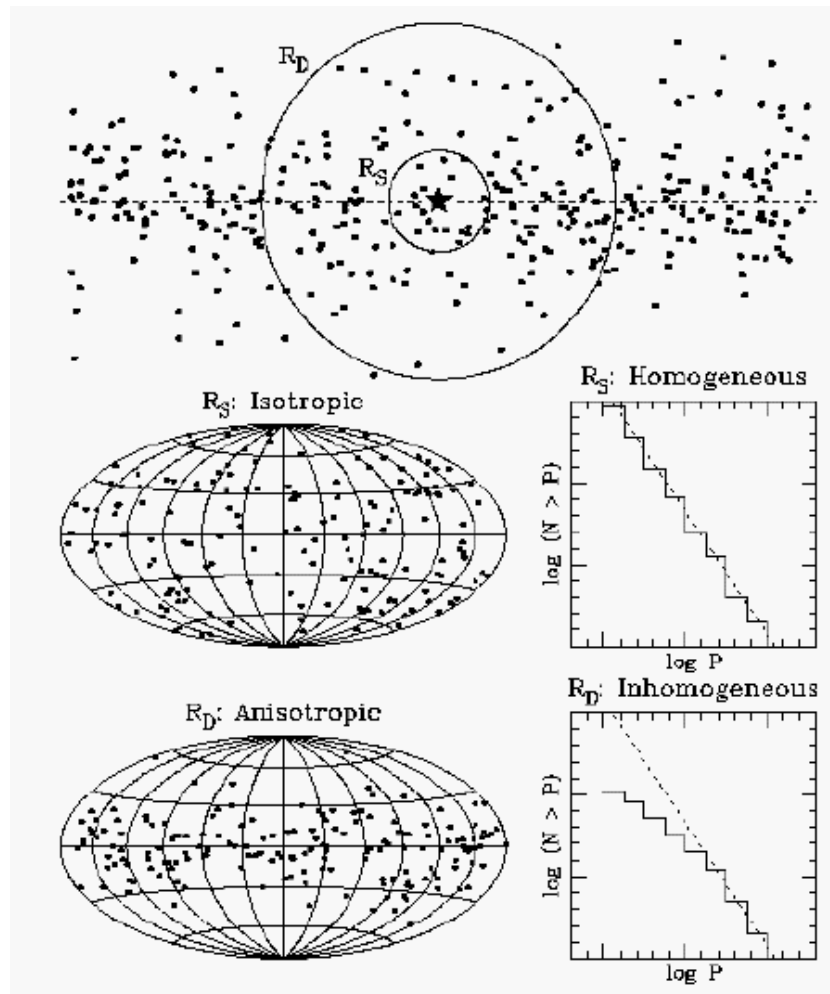 R_D
R_S
R_S: Isotropic
R_S: Homogeneous
log (N > P)
log P
R_D: Anisotropic
R_D: Inhomogeneous
log (N > P)
log P